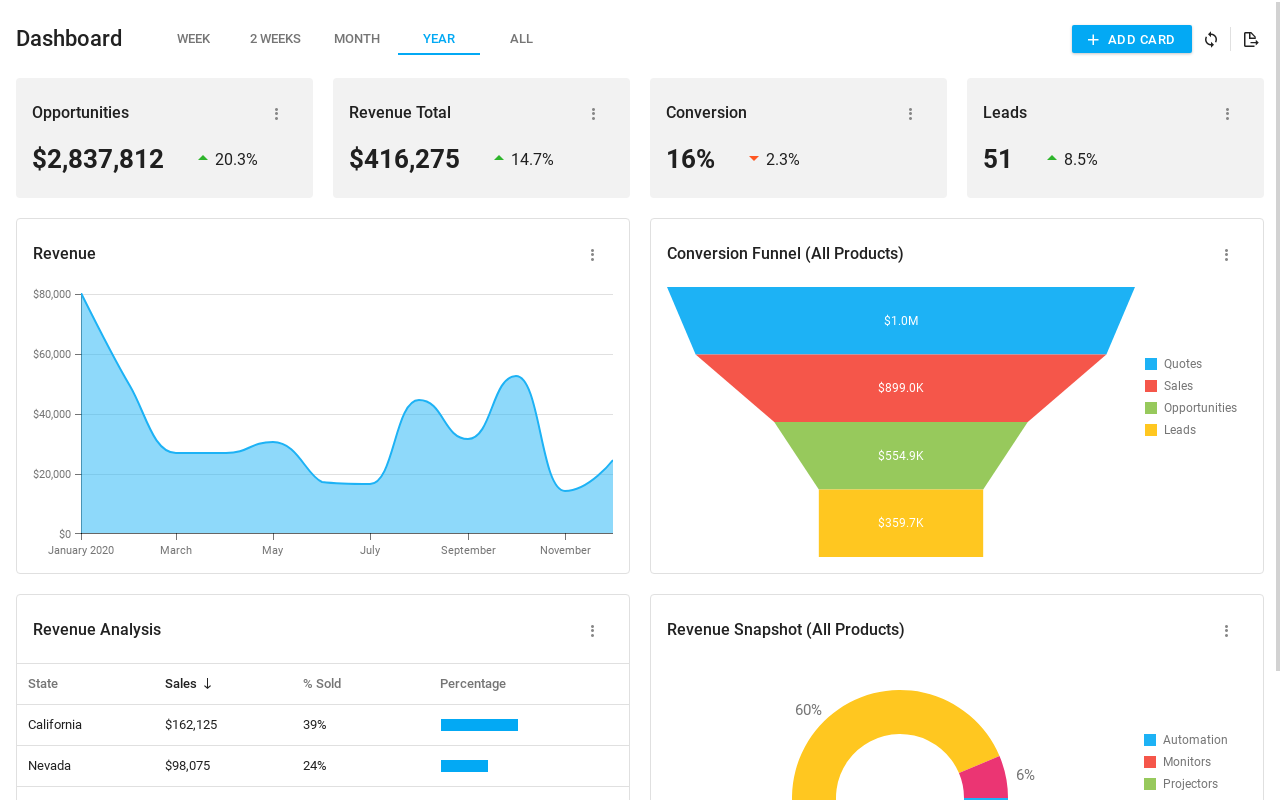 Dashboard WEEK 2 WEEKS MONTH YEAR ALL ADD CARD
Opportunities
$2,837,812 20.3%
Revenue Total
$416,275 14.7%
Conversion
16% 2.3%
Leads
51 8.5%
Revenue
$80,000
$60,000
$40,000
$20,000
$0
January 2020 March May July September November
Conversion Funnel (All Products)
$1.0M
$899.0K
$554.9K
$359.7K
Quotes
Sales
Opportunities
Leads
Revenue Analysis
State Sales % Sold Percentage
California $162,125 39%
Nevada $98,075 24%
Revenue Snapshot (All Products)
60%
6%
Automation
Monitors
Projectors